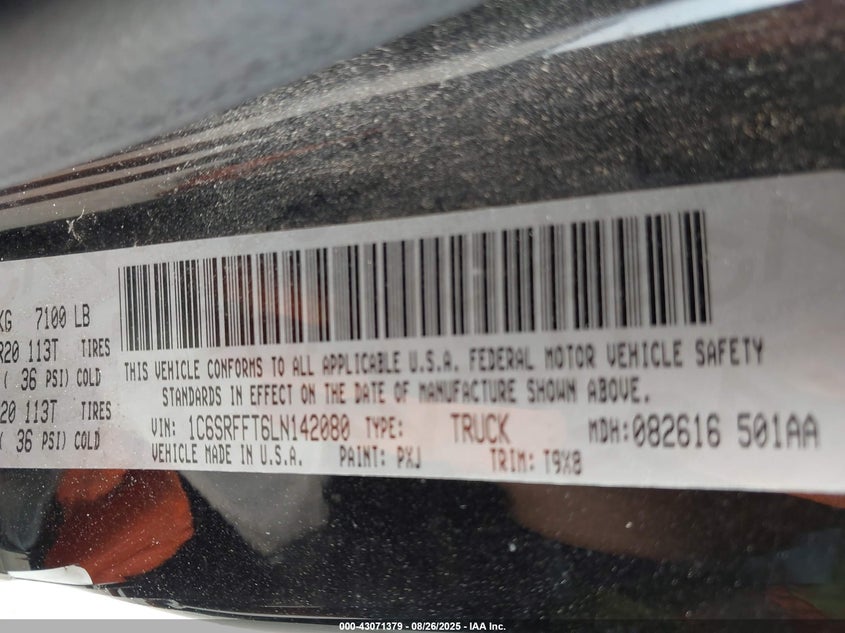 KG 7100 LB
R20 113T TIRES
( 36 PSI) COLD
20 113T TIRES
( 36 PSI) COLD
THIS VEHICLE CONFORMS TO ALL APPLICABLE U.S.A. FEDERAL MOTOR VEHICLE SAFETY
STANDARDS IN EFFECT ON THE DATE OF MANUFACTURE SHOWN ABOVE.
VIN: 1C6SRFFT6LN142080 TYPE: TRUCK MDH:082616 501AA
VEHICLE MADE IN U.S.A. PAINT: PXJ TRIM: T9X8
000-43071379 - 08/26/2025 - IAA Inc.